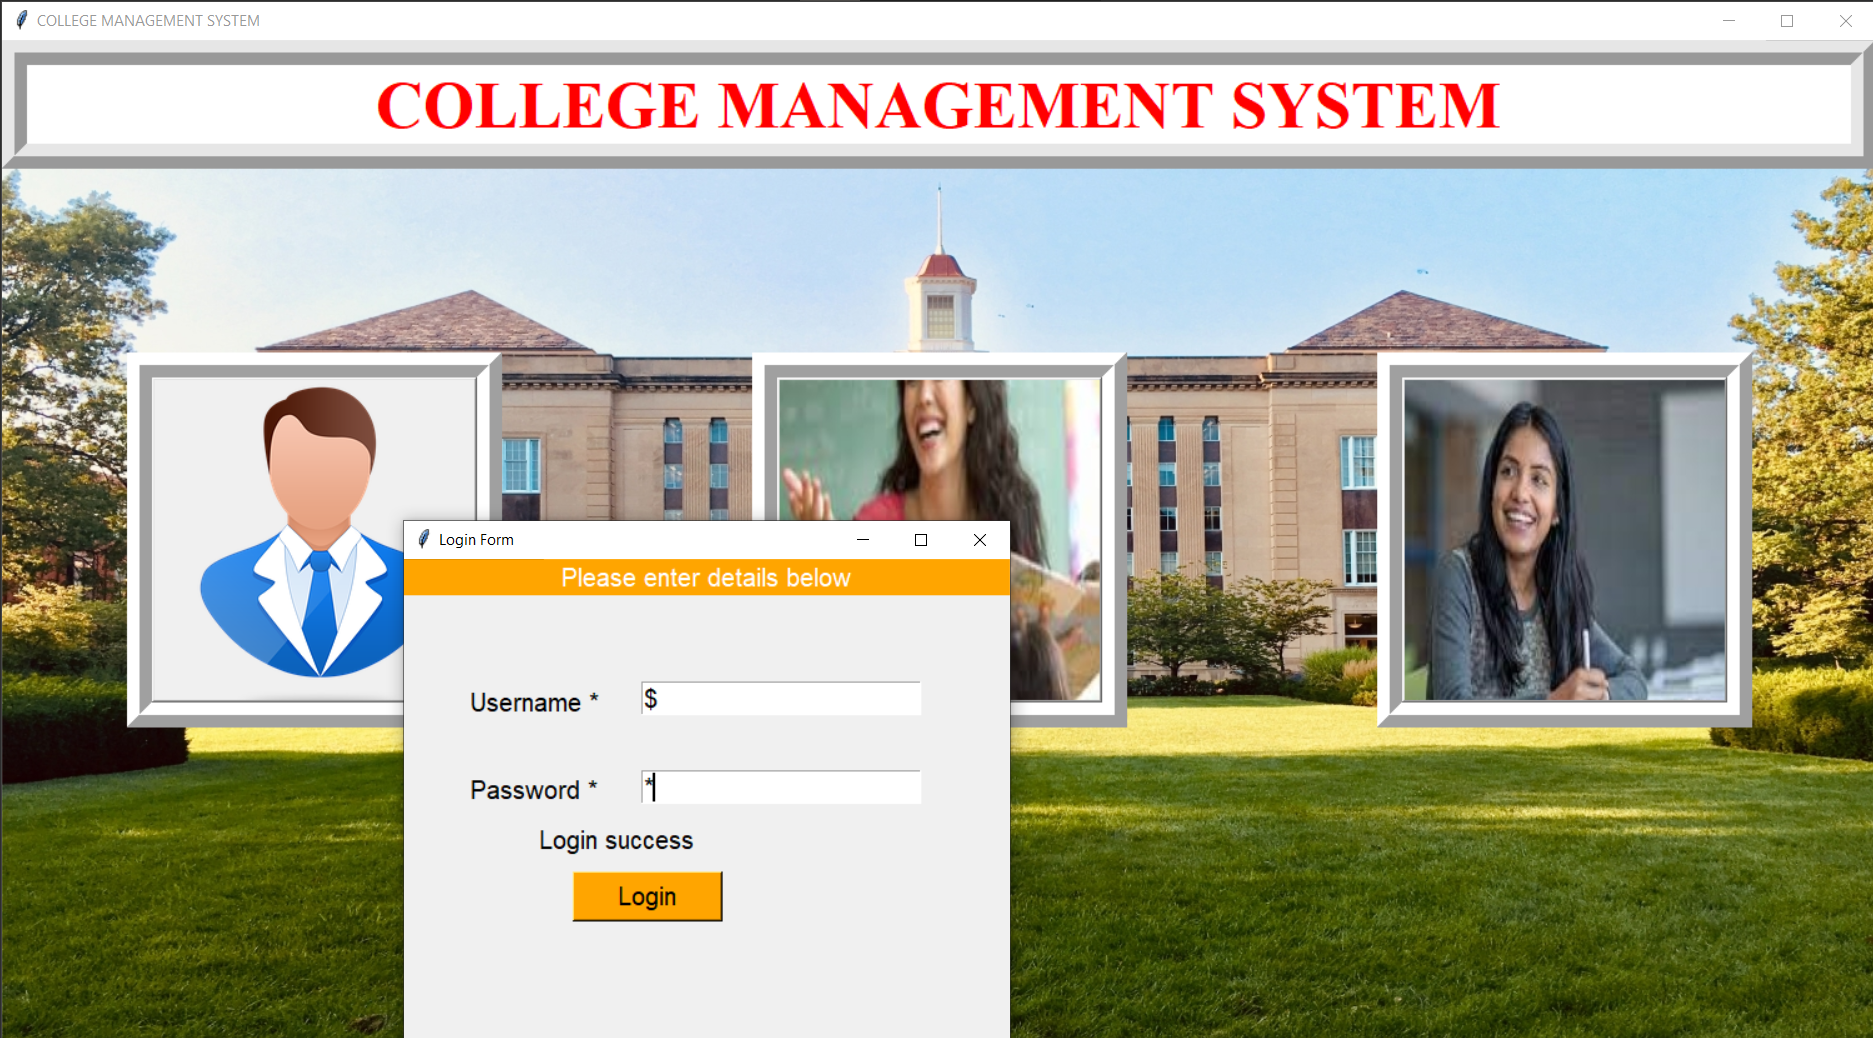 COLLEGE MANAGEMENT SYSTEM
COLLEGE MANAGEMENT SYSTEM
Login Form
Please enter details below
Username * $
Password * *
Login success
Login